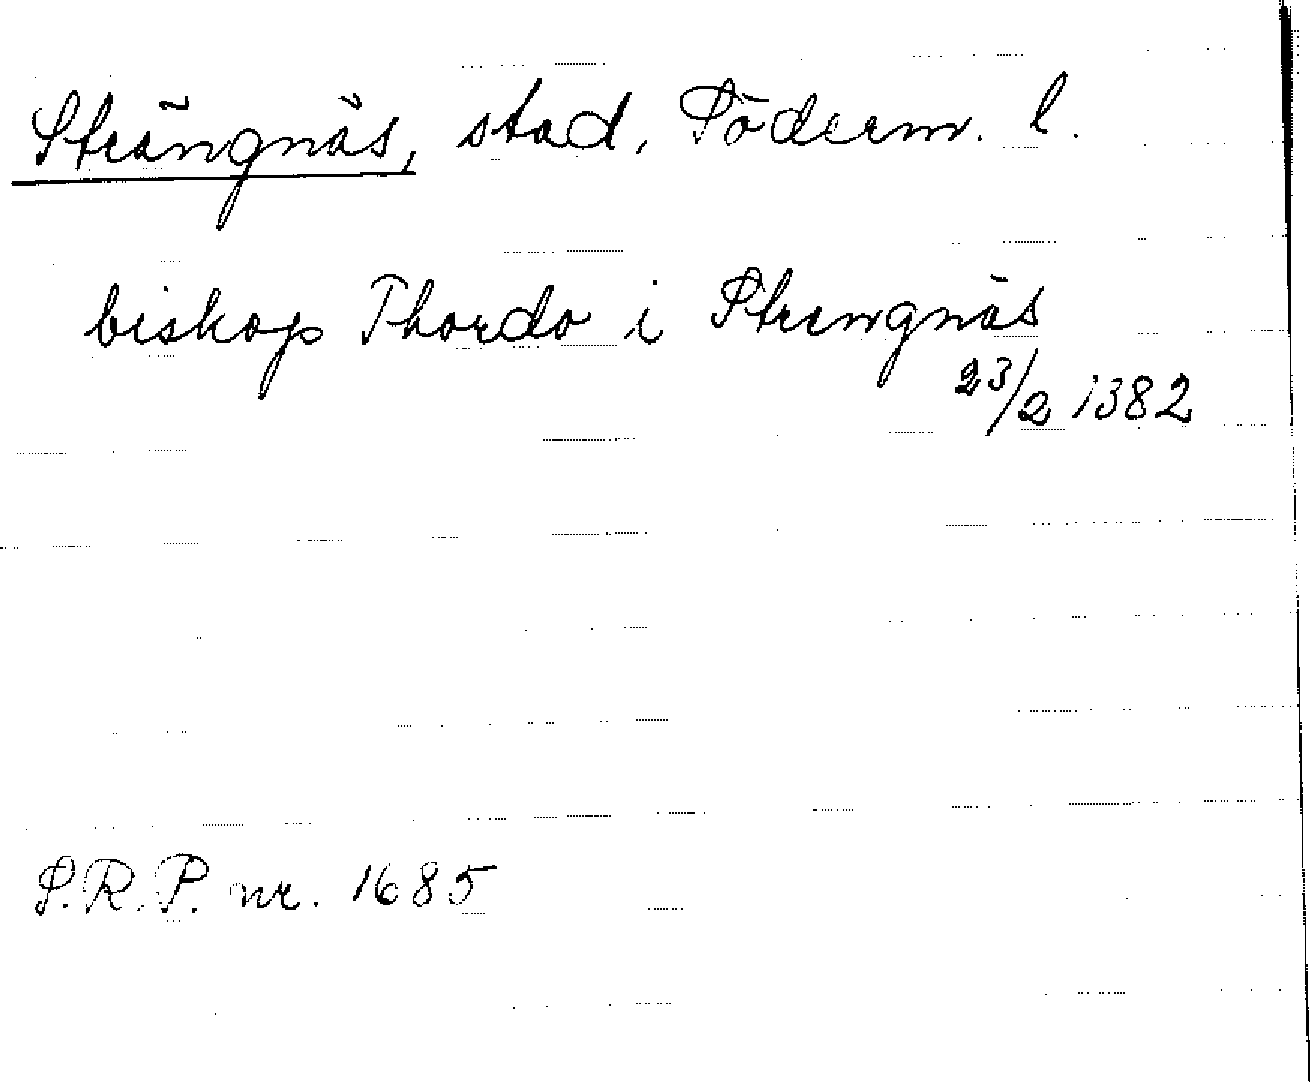 Strängnäs, stad, Söderm. l.
biskop Thordo i Strengnäs
23/2 1382
S.R.P. nr. 1685